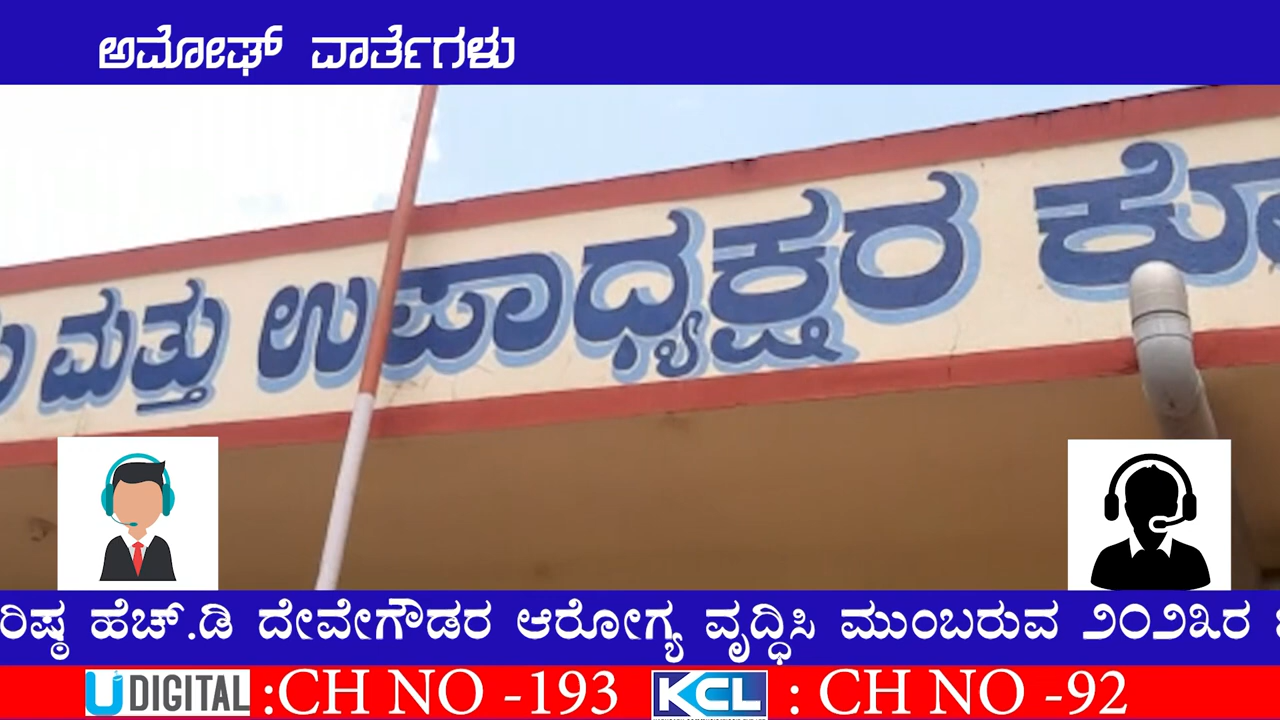 ಅಮೋಘ್ ವಾರ್ತೆಗಳು
ಮತ್ತು ಉಪಾಧ್ಯಕ್ಷರ
ಹೆಚ್.ಡಿ ದೇವೇಗೌಡರ ಆರೋಗ್ಯ ವೃದ್ಧಿಸಿ ಮುಂಬರುವ ೨೦೨೩ರ
U DIGITAL :CH NO -193 KCL : CH NO -92